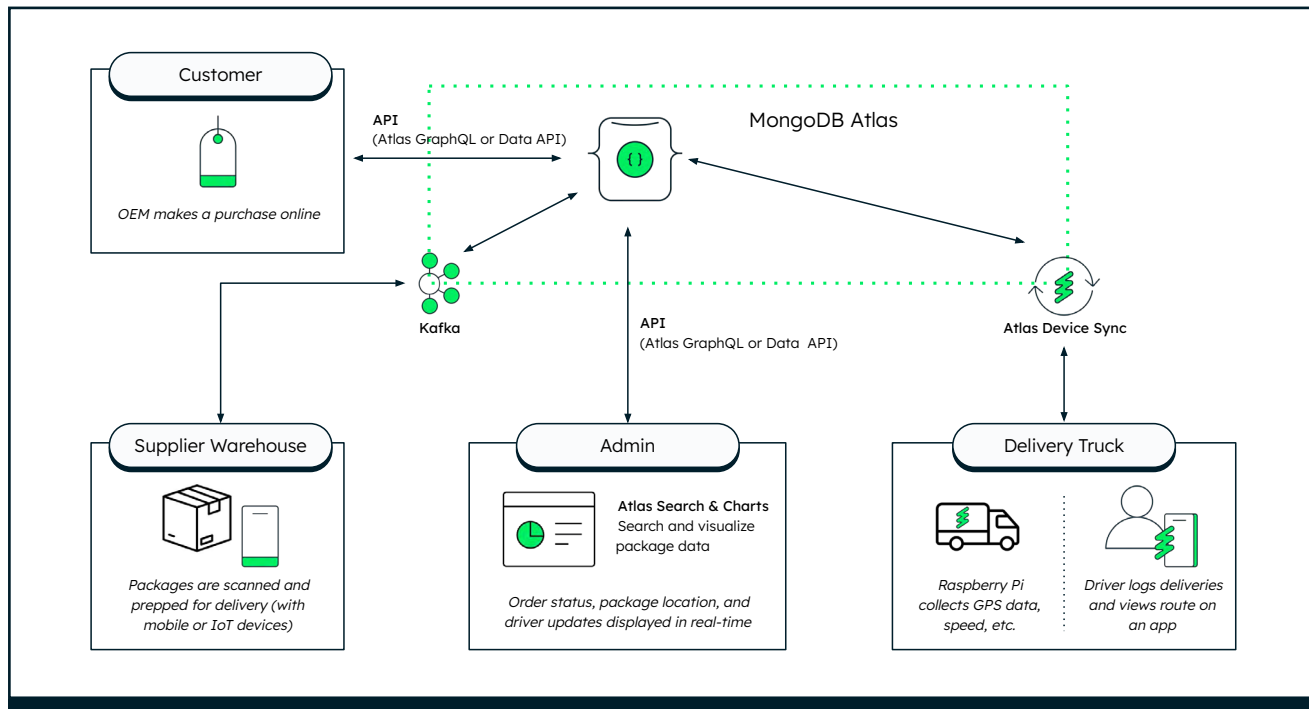 Customer
OEM makes a purchase online
API
(Atlas GraphQL or Data API)
{ }
MongoDB Atlas
Kafka
API
(Atlas GraphQL or Data API)
Atlas Device Sync
Supplier Warehouse
Packages are scanned and
prepped for delivery (with
mobile or IoT devices)
Admin
Atlas Search & Charts
Search and visualize
package data
Order status, package location, and
driver updates displayed in real-time
Delivery Truck
Raspberry Pi
collects GPS data,
speed, etc.
Driver logs deliveries
and views route on
an app